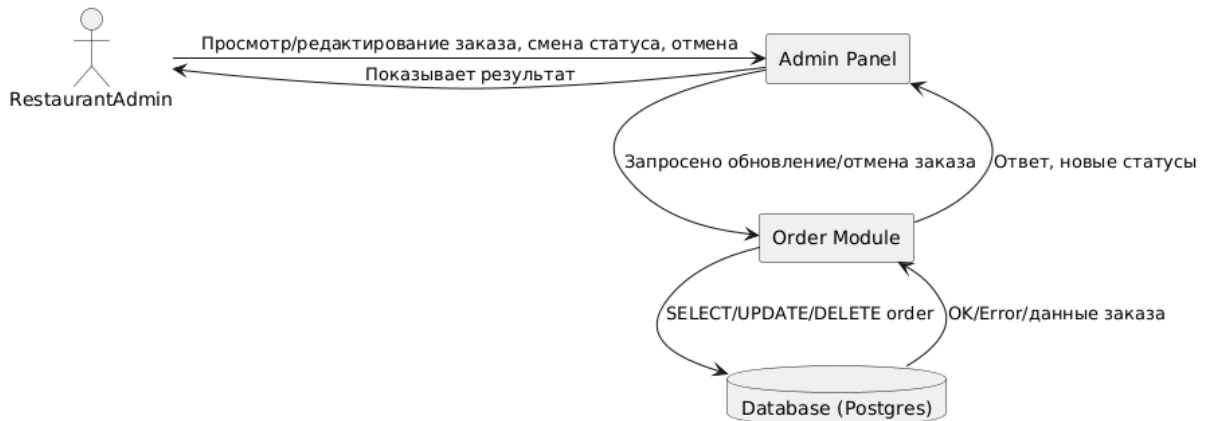 Просмотр/редактирование заказа, смена статуса, отмена
Admin Panel
Показывает результат
RestaurantAdmin
Запросено обновление/отмена заказа
Ответ, новые статусы
Order Module
SELECT/UPDATE/DELETE order
OK/Error/данные заказа
Database (Postgres)